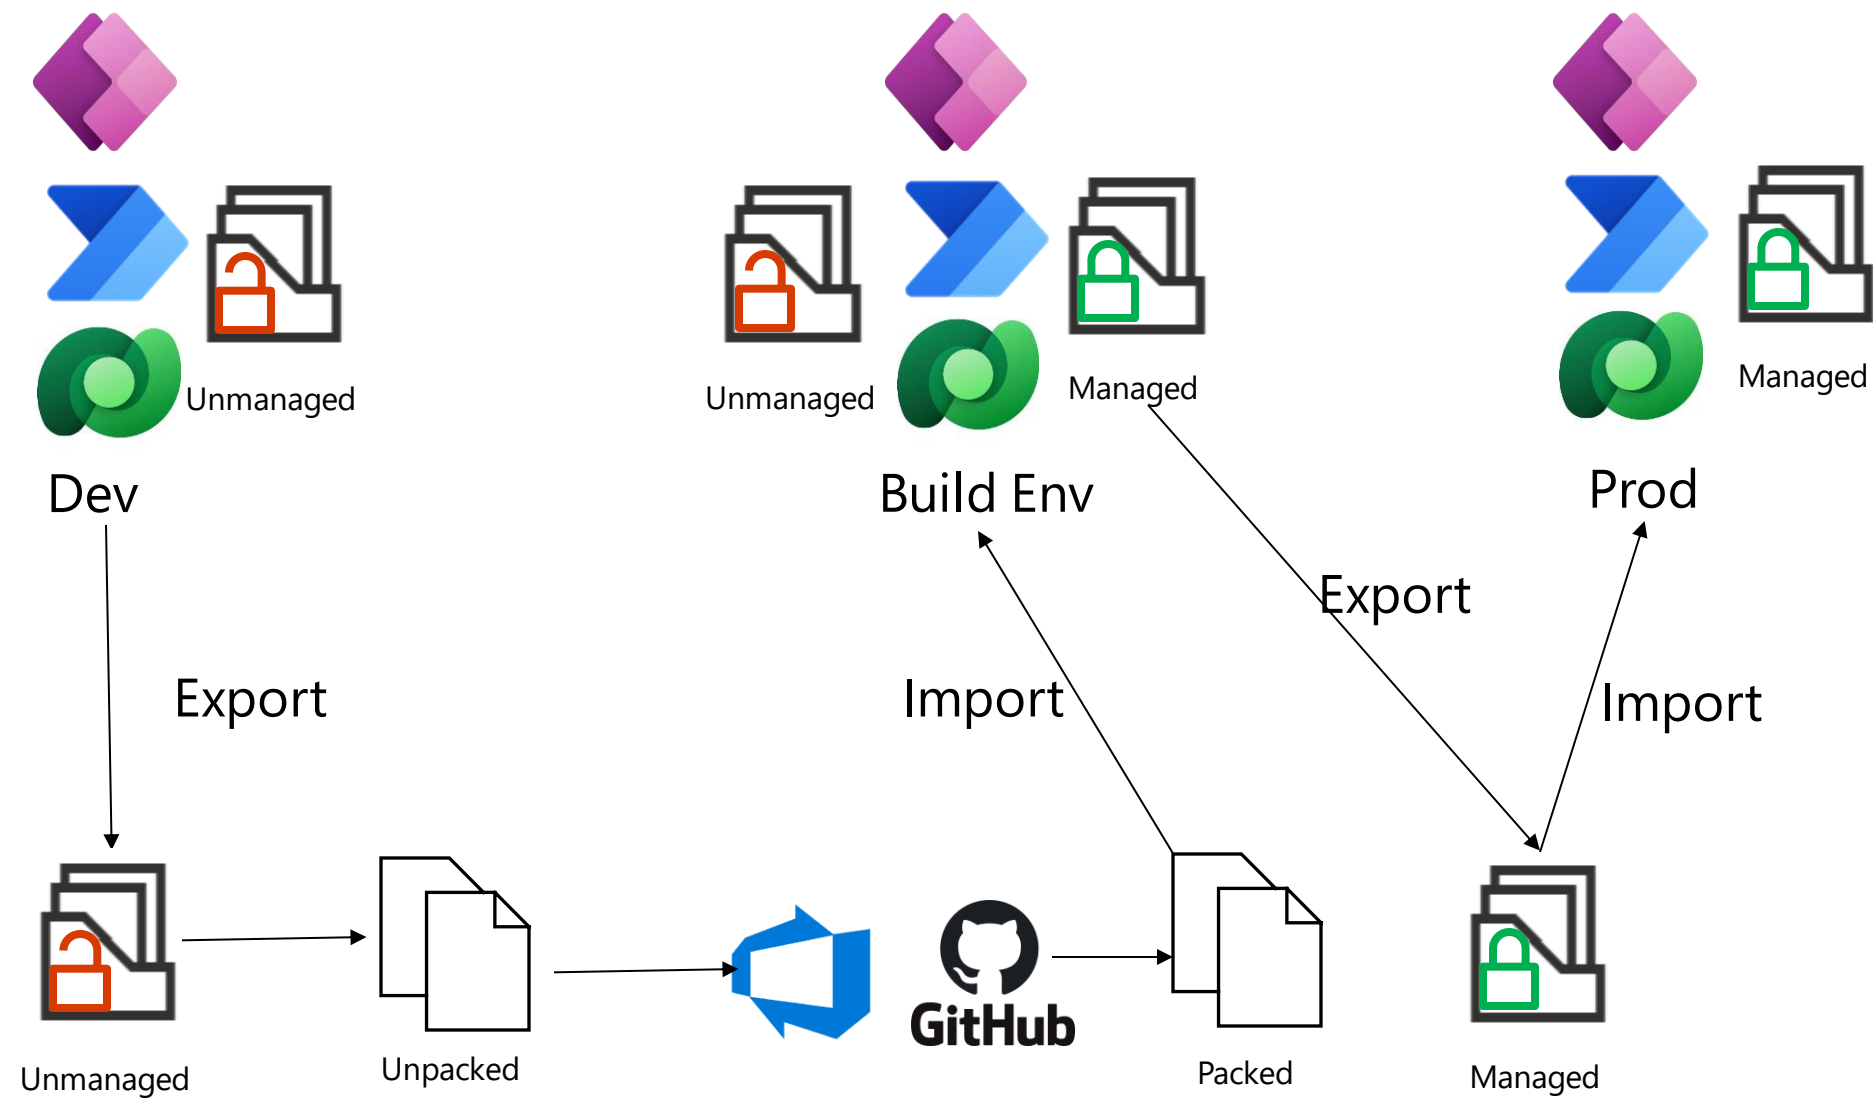 Unmanaged
Unmanaged
Managed
Managed
Dev
Build Env
Prod
Export
Export
Import
Import
GitHub
Unmanaged
Unpacked
Packed
Managed